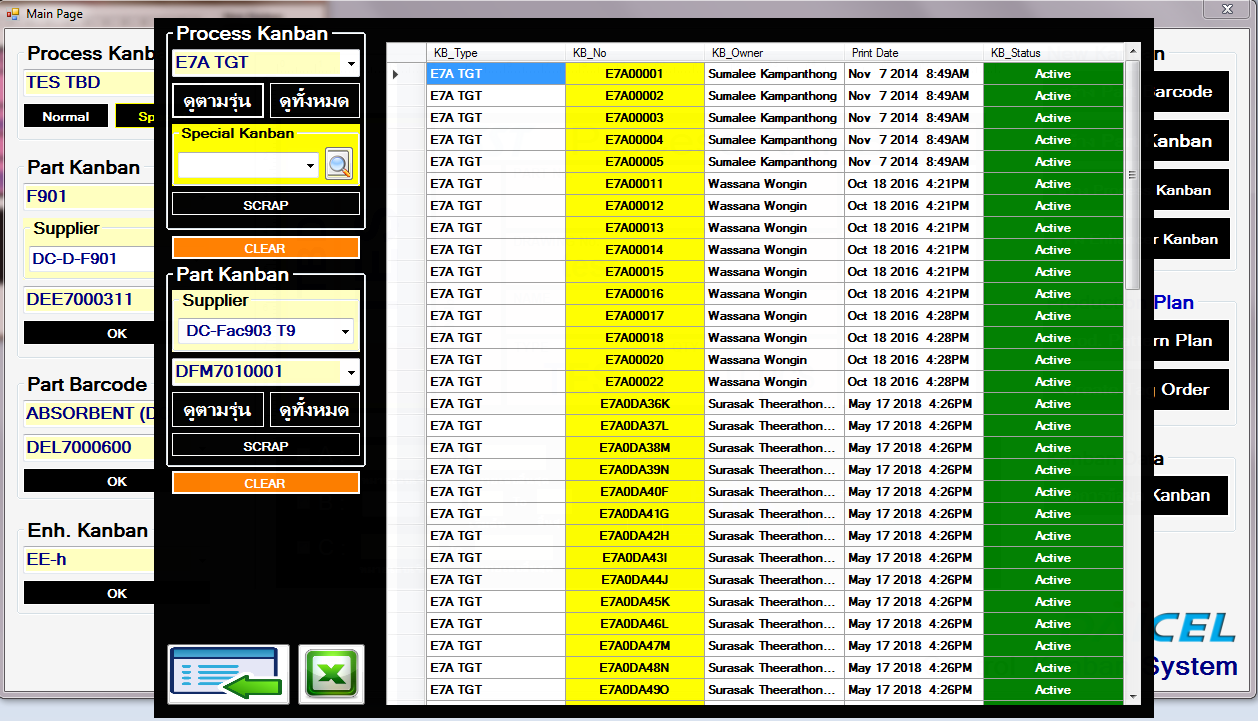 Main Page
Process Kanb
TES TBD
Normal
Sp
Part Kanban
F901
Supplier
DC-D-F901
DEE7000311
OK
Part Barcode
ABSORBENT (D
DEL7000600
OK
Enh. Kanban
EE-h
OK
Process Kanban
E7A TGT
ดูตามรุ่น ดูทั้งหมด
Special Kanban
SCRAP
CLEAR
Part Kanban
Supplier
DC-Fac903 T9
DFM7010001
ดูตามรุ่น ดูทั้งหมด
SCRAP
CLEAR
KB_Type KB_No KB_Owner Print Date KB_Status
E7A TGT E7A00001 Sumalee Kampanthong Nov 7 2014 8:49AM Active
E7A TGT E7A00002 Sumalee Kampanthong Nov 7 2014 8:49AM Active
E7A TGT E7A00003 Sumalee Kampanthong Nov 7 2014 8:49AM Active
E7A TGT E7A00004 Sumalee Kampanthong Nov 7 2014 8:49AM Active
E7A TGT E7A00005 Sumalee Kampanthong Nov 7 2014 8:49AM Active
E7A TGT E7A00011 Wassana Wongin Oct 18 2016 4:21PM Active
E7A TGT E7A00012 Wassana Wongin Oct 18 2016 4:21PM Active
E7A TGT E7A00013 Wassana Wongin Oct 18 2016 4:21PM Active
E7A TGT E7A00014 Wassana Wongin Oct 18 2016 4:21PM Active
E7A TGT E7A00015 Wassana Wongin Oct 18 2016 4:21PM Active
E7A TGT E7A00016 Wassana Wongin Oct 18 2016 4:21PM Active
E7A TGT E7A00017 Wassana Wongin Oct 18 2016 4:28PM Active
E7A TGT E7A00018 Wassana Wongin Oct 18 2016 4:28PM Active
E7A TGT E7A00020 Wassana Wongin Oct 18 2016 4:28PM Active
E7A TGT E7A00022 Wassana Wongin Oct 18 2016 4:28PM Active
E7A TGT E7A0DA36K Surasak Theerathon... May 17 2018 4:26PM Active
E7A TGT E7A0DA37L Surasak Theerathon... May 17 2018 4:26PM Active
E7A TGT E7A0DA38M Surasak Theerathon... May 17 2018 4:26PM Active
E7A TGT E7A0DA39N Surasak Theerathon... May 17 2018 4:26PM Active
E7A TGT E7A0DA40F Surasak Theerathon... May 17 2018 4:26PM Active
E7A TGT E7A0DA41G Surasak Theerathon... May 17 2018 4:26PM Active
E7A TGT E7A0DA42H Surasak Theerathon... May 17 2018 4:26PM Active
E7A TGT E7A0DA43I Surasak Theerathon... May 17 2018 4:26PM Active
E7A TGT E7A0DA44J Surasak Theerathon... May 17 2018 4:26PM Active
E7A TGT E7A0DA45K Surasak Theerathon... May 17 2018 4:26PM Active
E7A TGT E7A0DA46L Surasak Theerathon... May 17 2018 4:26PM Active
E7A TGT E7A0DA47M Surasak Theerathon... May 17 2018 4:26PM Active
E7A TGT E7A0DA48N Surasak Theerathon... May 17 2018 4:26PM Active
E7A TGT E7A0DA49O Surasak Theerathon... May 17 2018 4:26PM Active
n
arcode
Kanban
Kanban
r Kanban
Plan
rn Plan
g Order
a
Kanban
CEL
System